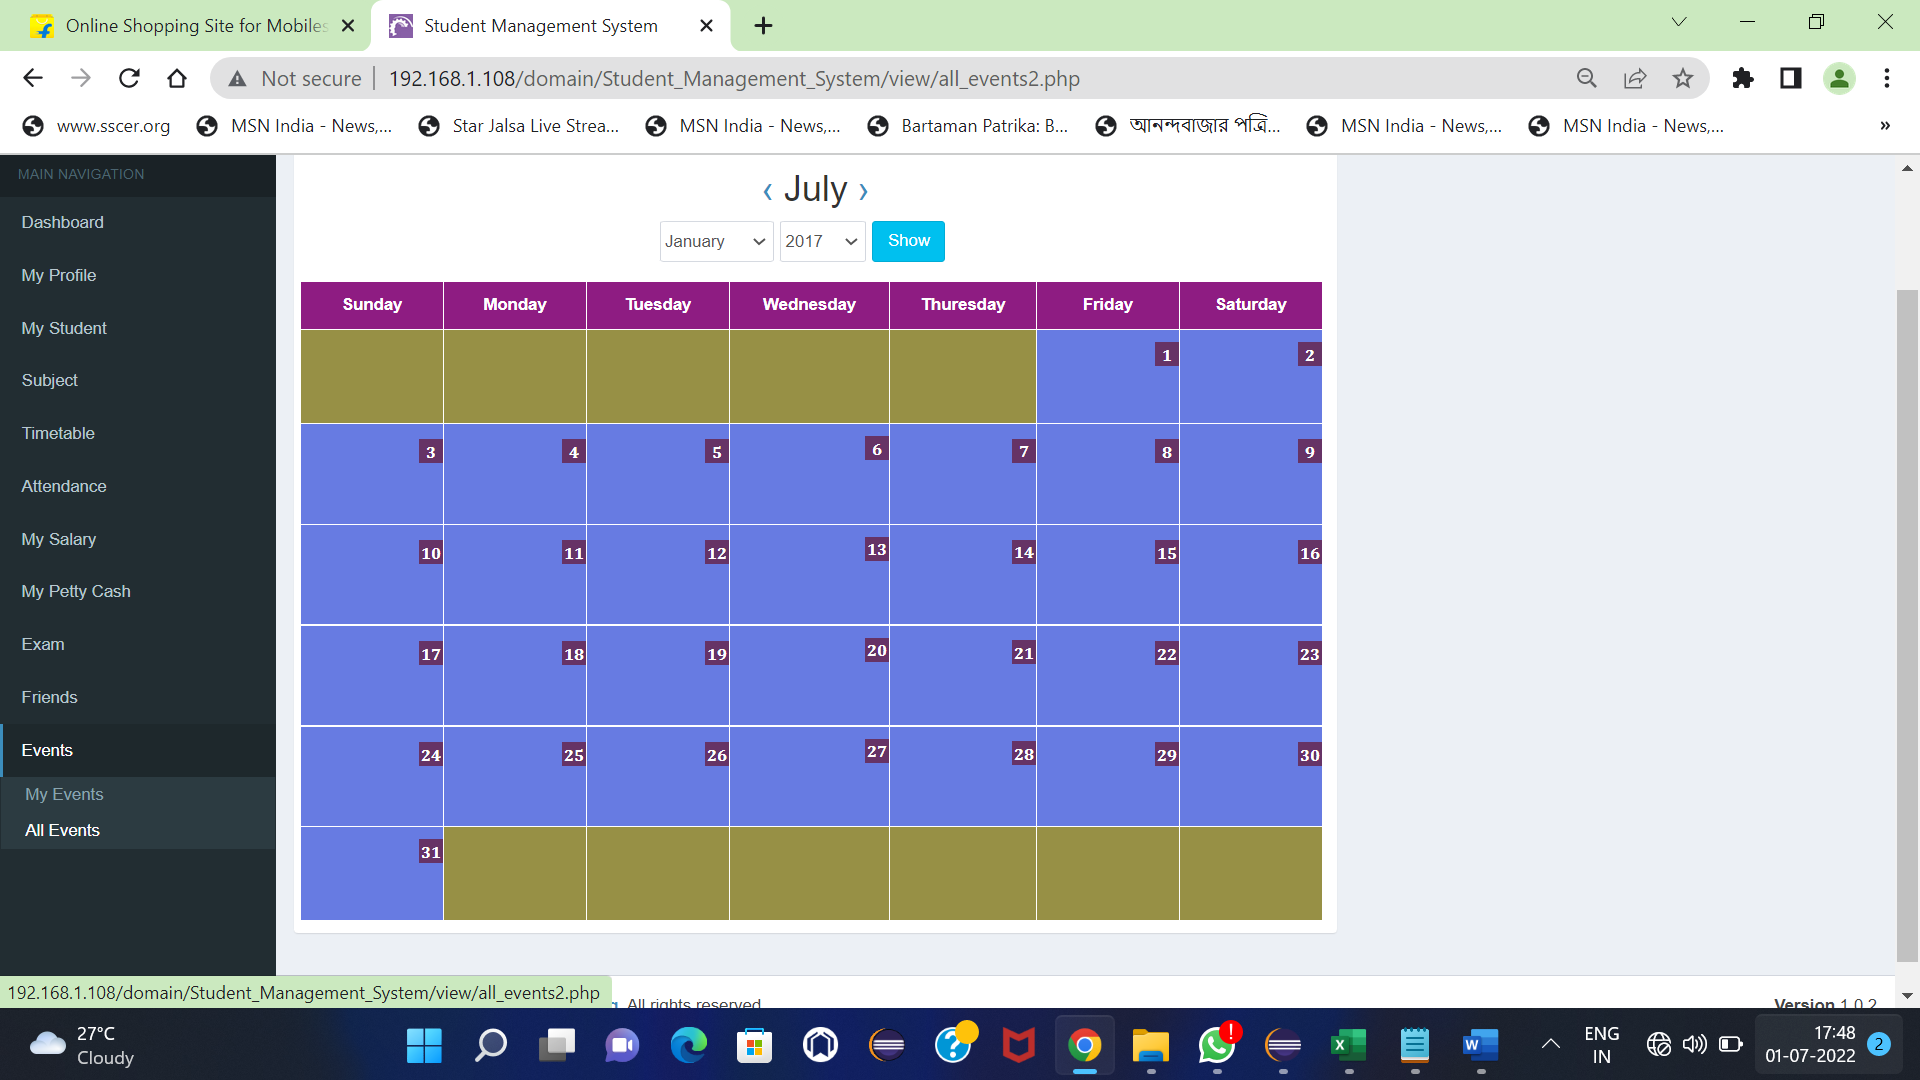 Online Shopping Site for Mobiles
Student Management System
Not secure
192.168.1.108/domain/Student_Management_System/view/all_events2.php
www.sscer.org
MSN India - News,...
Star Jalsa Live Strea...
MSN India - News,...
Bartaman Patrika: B...
আনন্দবাজার পত্রি...
MSN India - News,...
MSN India - News,...
»
MAIN NAVIGATION
Dashboard
My Profile
My Student
Subject
Timetable
Attendance
My Salary
My Petty Cash
Exam
Friends
Events
My Events
All Events
‹ July ›
January 2017 Show
Sunday Monday Tuesday Wednesday Thuresday Friday Saturday
1 2
3 4 5 6 7 8 9
10 11 12 13 14 15 16
17 18 19 20 21 22 23
24 25 26 27 28 29 30
31
192.168.1.108/domain/Student_Management_System/view/all_events2.php
All rights reserved
Version 1.0.2
27°C
Cloudy
ENG
IN
17:48
01-07-2022
2